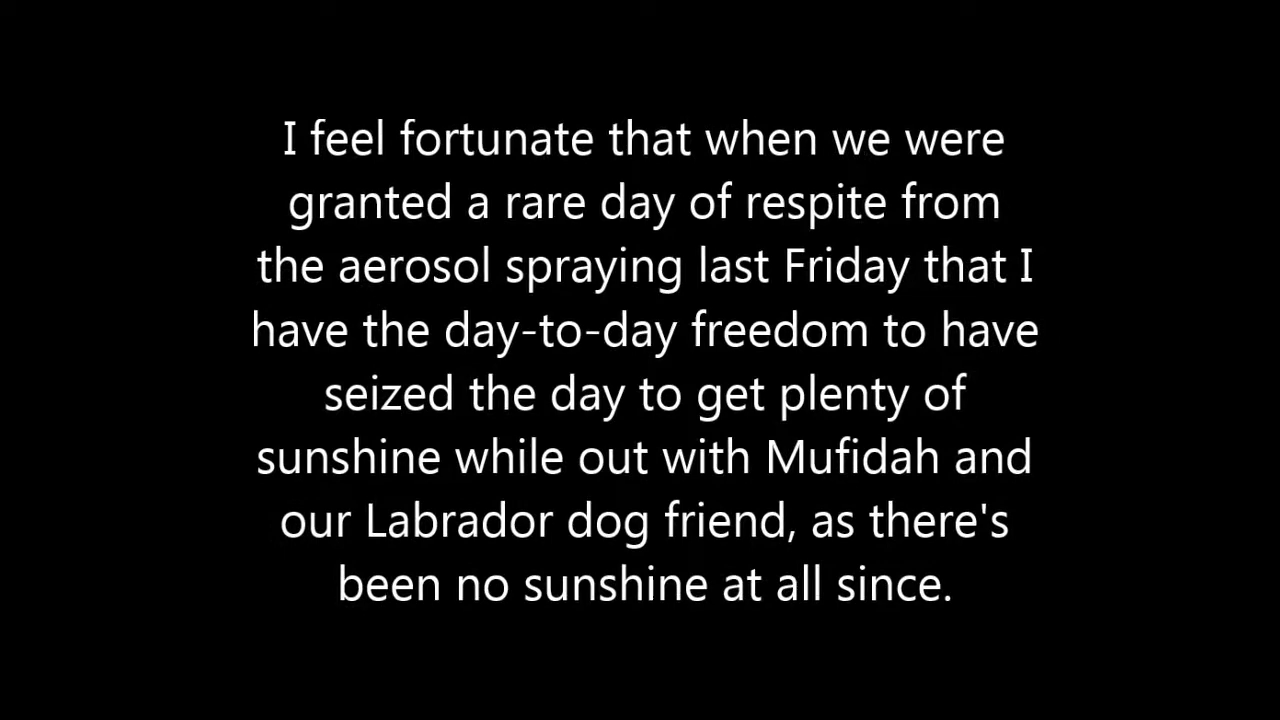 I feel fortunate that when we were
granted a rare day of respite from
the aerosol spraying last Friday that I
have the day-to-day freedom to have
seized the day to get plenty of
sunshine while out with Mufidah and
our Labrador dog friend, as there's
been no sunshine at all since.